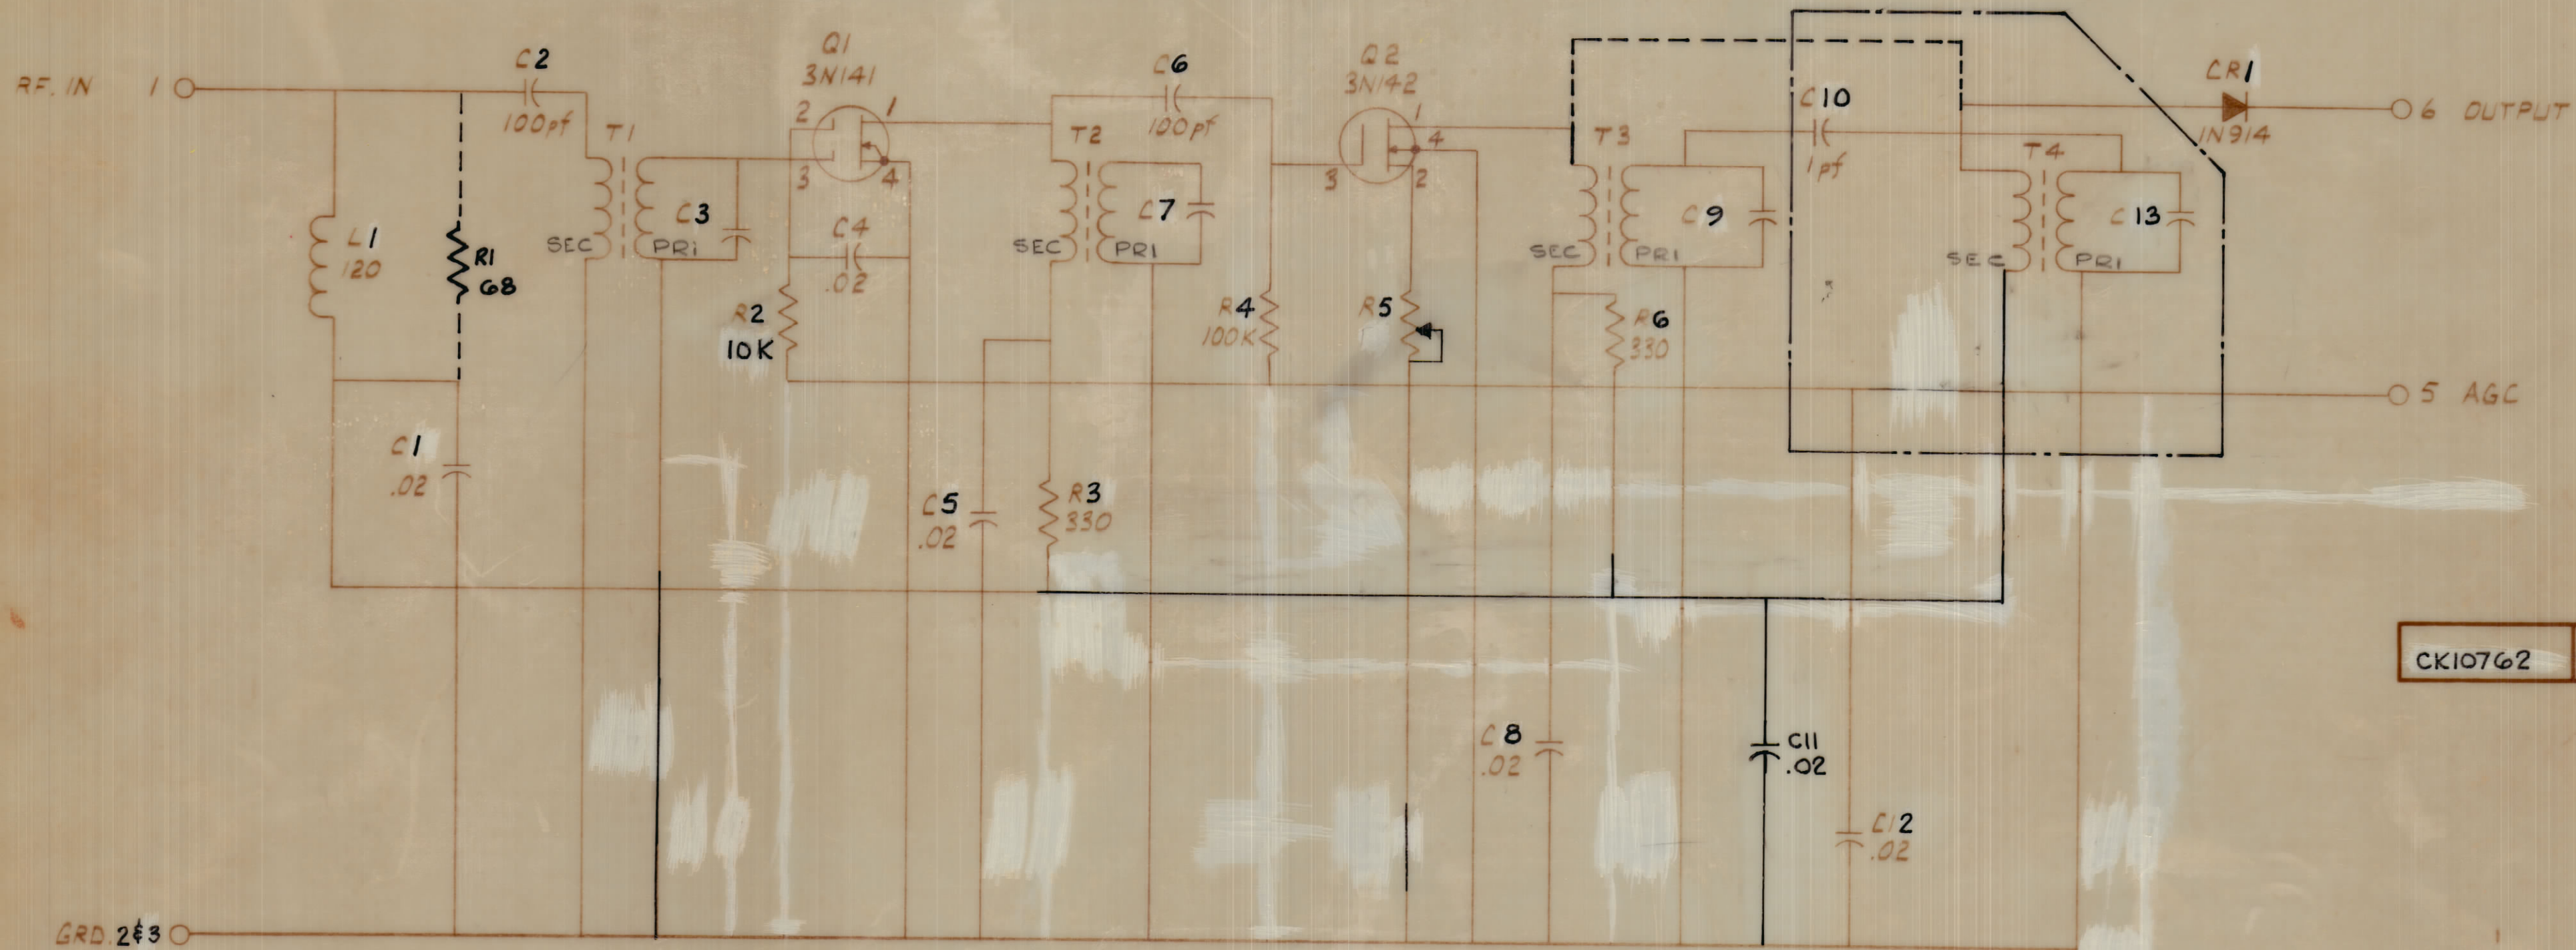 RF. IN 1
C2
100pf
T1
SEC
PRI
L1
120
R1
68
C1
.02
C3
Q1
3N141
2
1
3
4
C4
.02
R2
10K
C5
.02
R3
330
C6
100pf
T2
SEC
PRI
C7
R4
100K
Q2
3N142
1
4
3
2
R5
T3
SEC
PRI
R6
330
C8
.02
C9
C10
1pf
T4
SEC
PRI
C13
CR1
1N914
6 OUTPUT
5 AGC
C11
.02
C12
.02
CK10762
GRD. 2&3